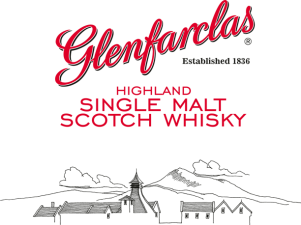 Glenfarclas®
Established 1836
HIGHLAND
SINGLE MALT
SCOTCH WHISKY